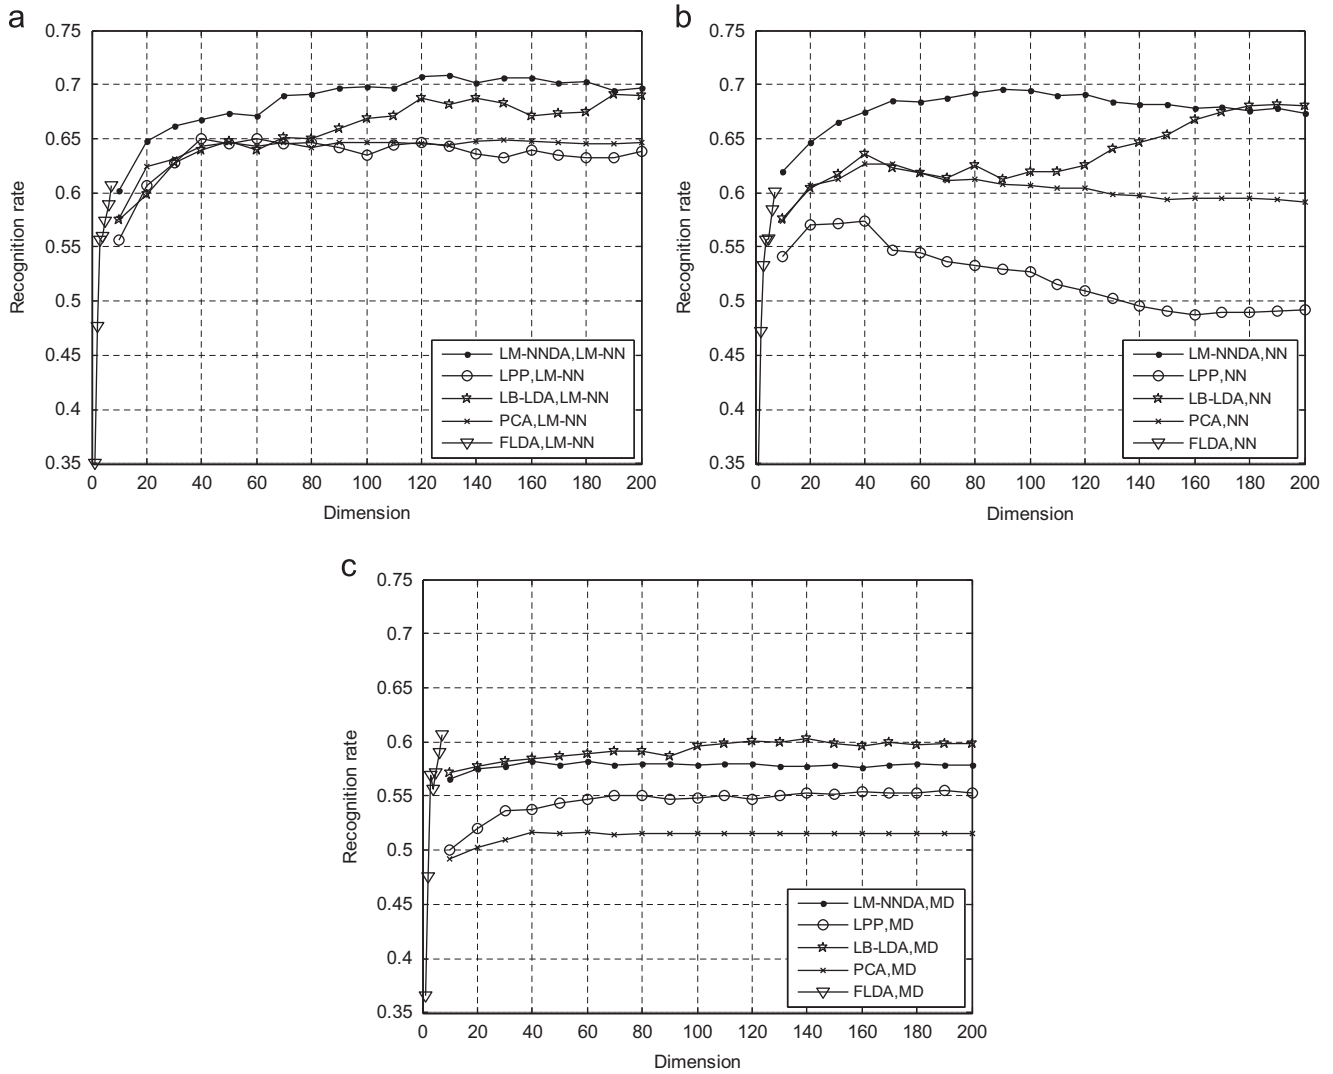 a
0.75
0.7
0.65
0.6
0.55
0.5
0.45
0.4
0.35
Recognition rate
0 20 40 60 80 100 120 140 160 180 200
Dimension
LM-NNDA,LM-NN
LPP,LM-NN
LB-LDA,LM-NN
PCA,LM-NN
FLDA,LM-NN
b
0.75
0.7
0.65
0.6
0.55
0.5
0.45
0.4
0.35
Recognition rate
0 20 40 60 80 100 120 140 160 180 200
Dimension
LM-NNDA,NN
LPP,NN
LB-LDA,NN
PCA,NN
FLDA,NN
c
0.75
0.7
0.65
0.6
0.55
0.5
0.45
0.4
0.35
Recognition rate
0 20 40 60 80 100 120 140 160 180 200
Dimension
LM-NNDA,MD
LPP,MD
LB-LDA,MD
PCA,MD
FLDA,MD